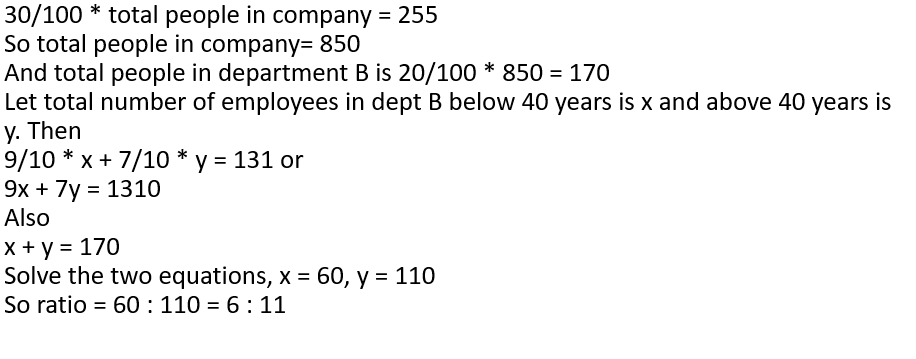 30/100 * total people in company = 255
So total people in company= 850
And total people in department B is 20/100 * 850 = 170
Let total number of employees in dept B below 40 years is x and above 40 years is
y. Then
9/10 * x + 7/10 * y = 131 or
9x + 7y = 1310
Also
x + y = 170
Solve the two equations, x = 60, y = 110
So ratio = 60 : 110 = 6 : 11